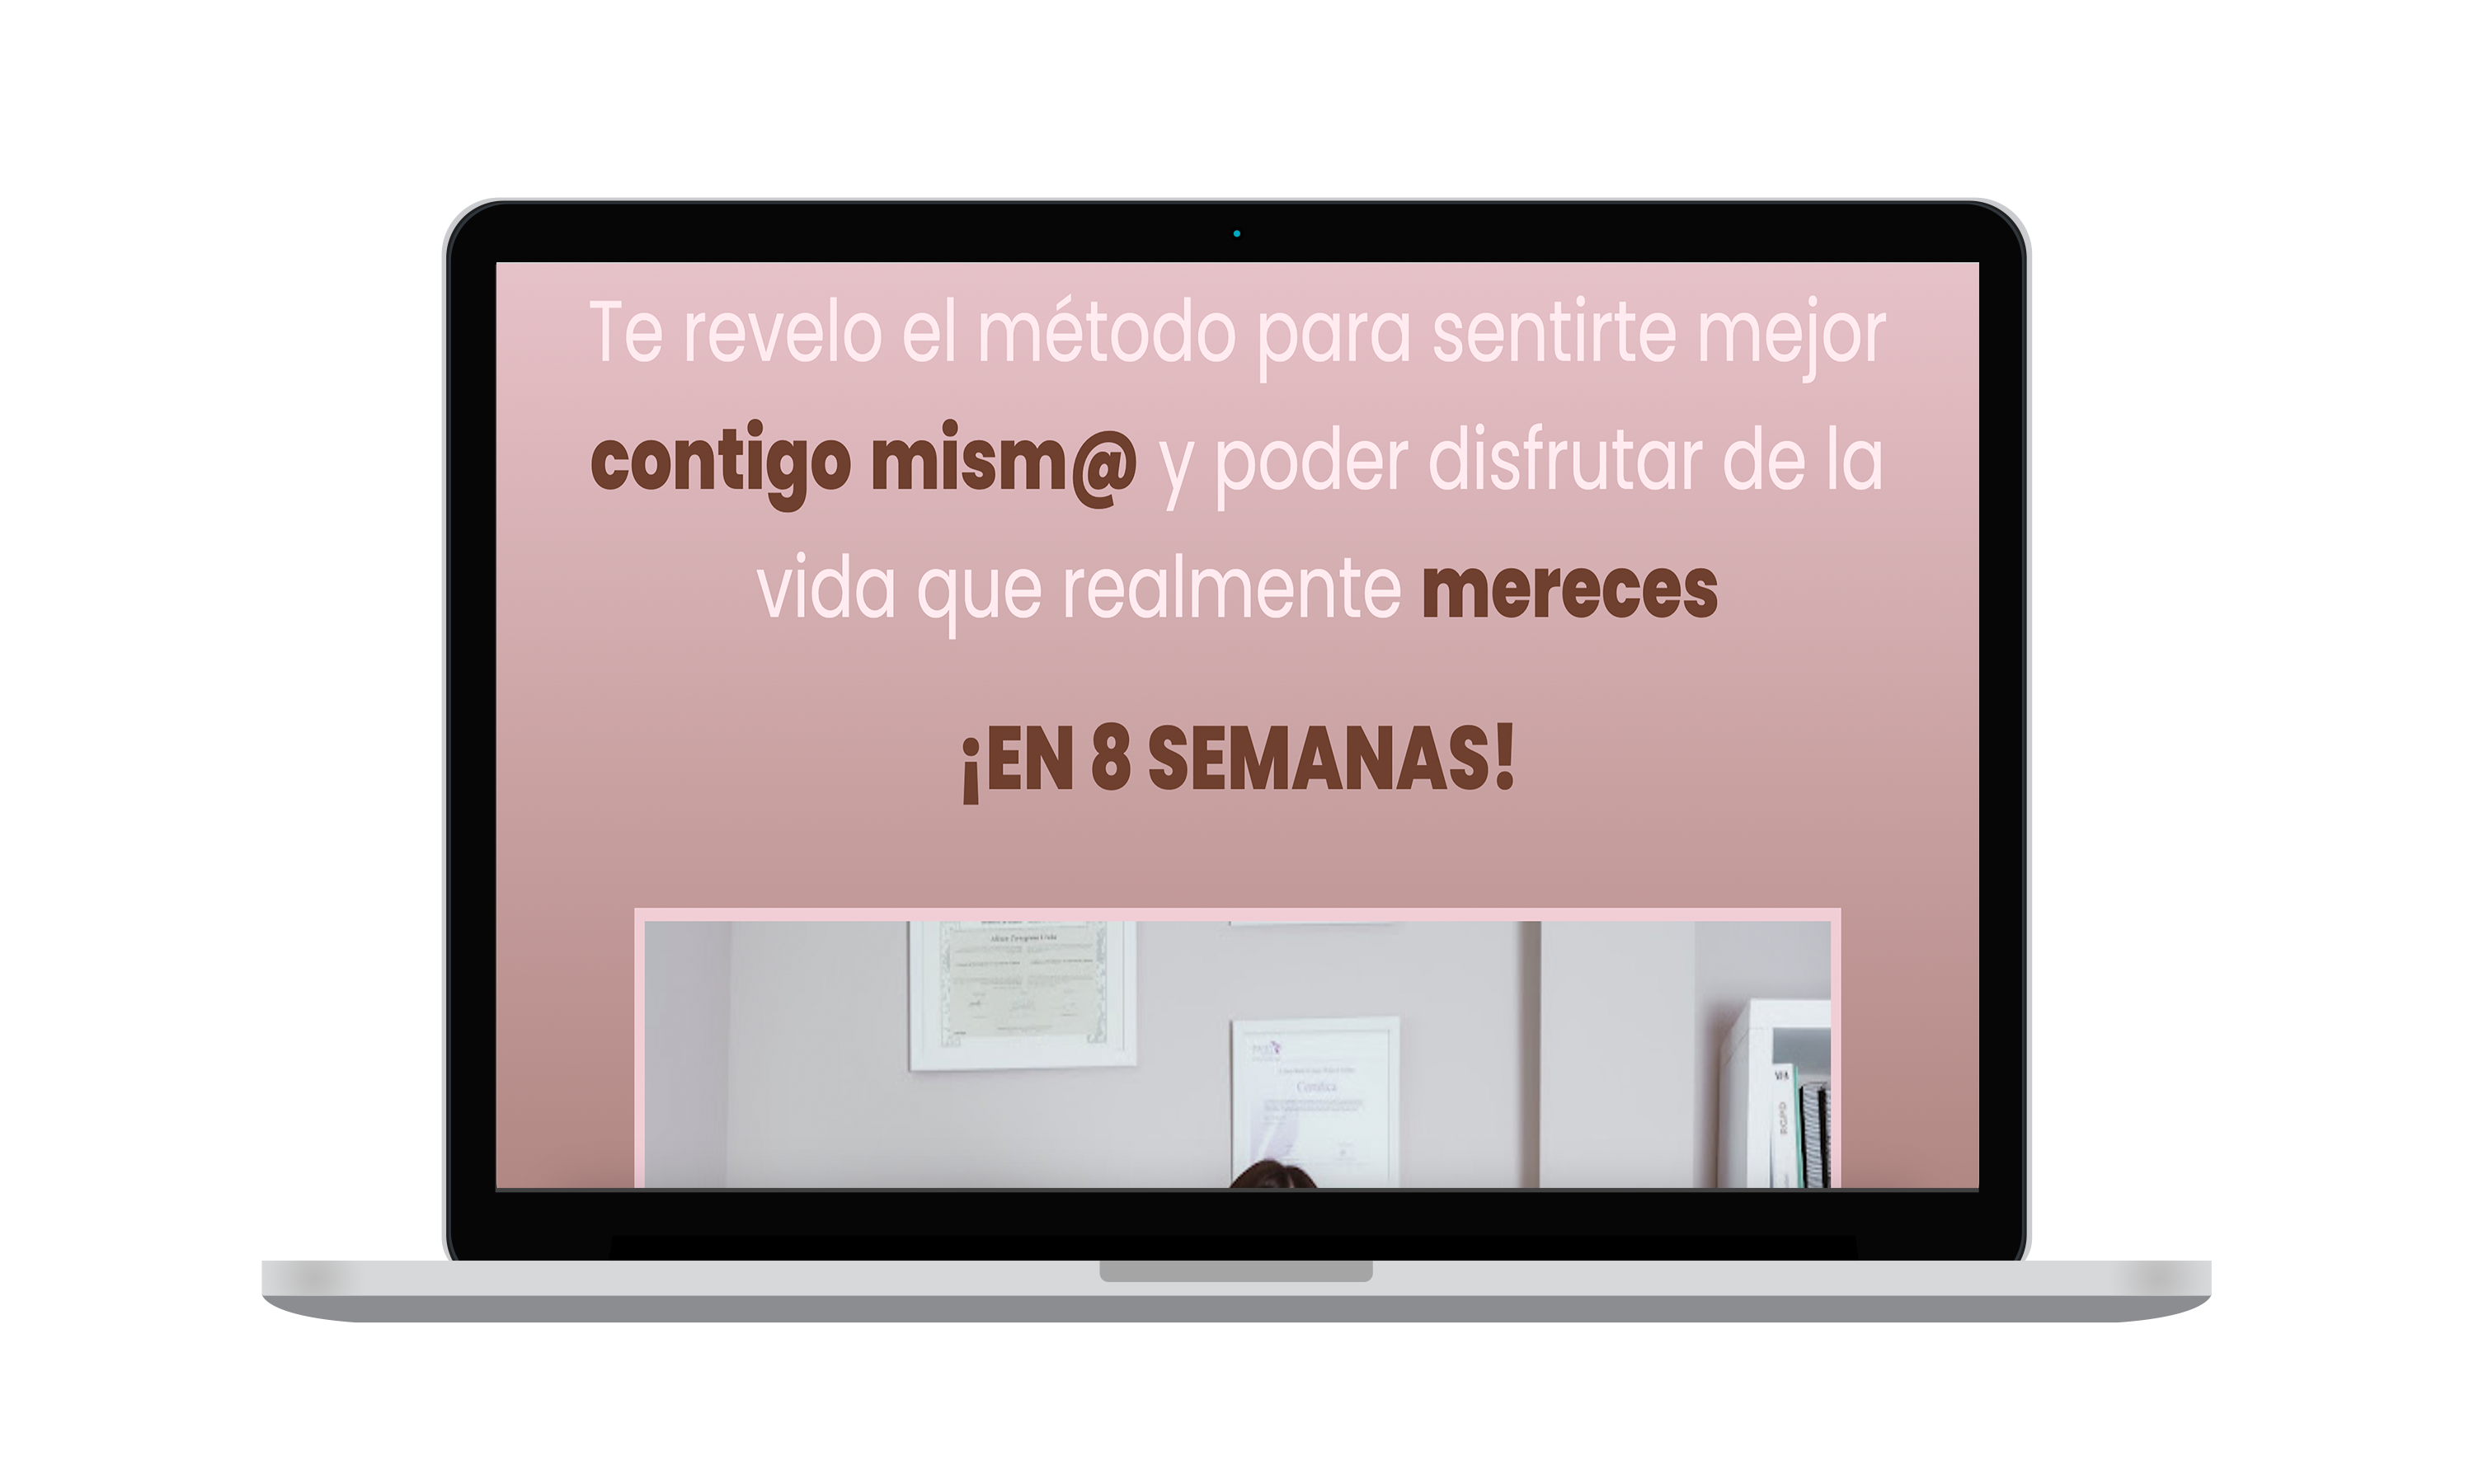 Te revelo el método para sentirte mejor
contigo mism@ y poder disfrutar de la
vida que realmente mereces
¡EN 8 SEMANAS!